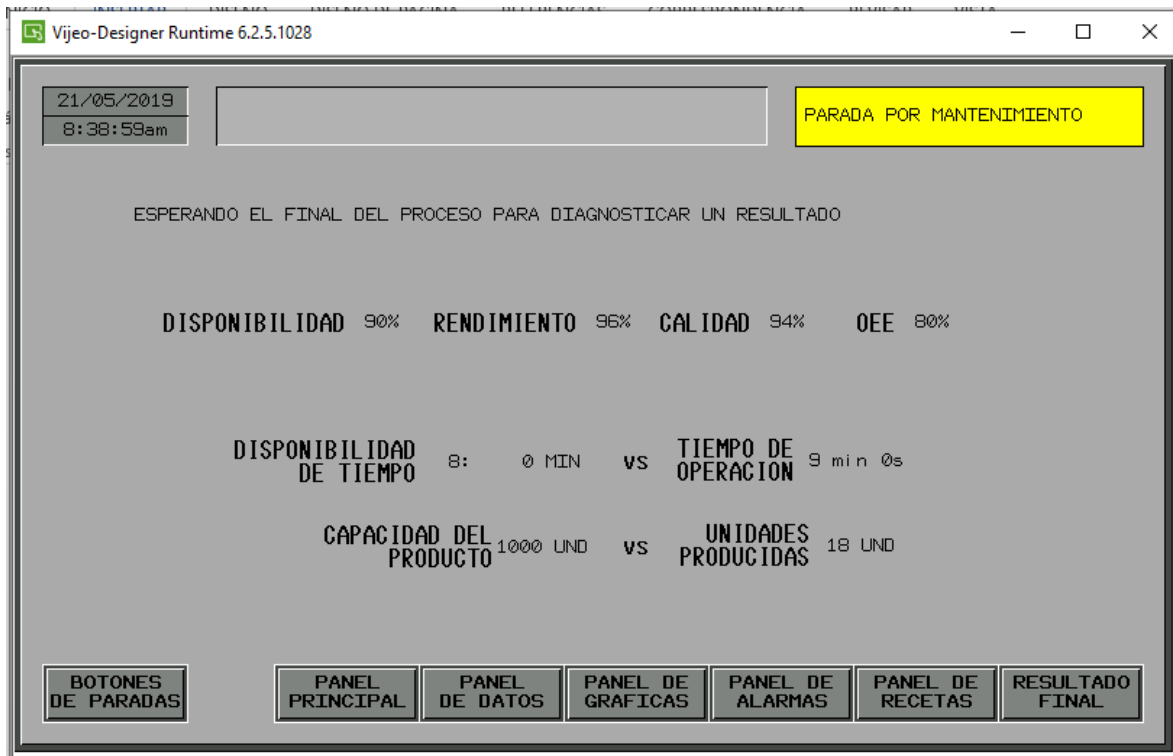 Vijeo-Designer Runtime 6.2.5.1028
21/05/2019
8:38:59am
PARADA POR MANTENIMIENTO
ESPERANDO EL FINAL DEL PROCESO PARA DIAGNOSTICAR UN RESULTADO
DISPONIBILIDAD 90% RENDIMIENTO 96% CALIDAD 94% OEE 80%
DISPONIBILIDAD
DE TIEMPO
8: 0 MIN
VS
TIEMPO DE
OPERACION
9 min 0s
CAPACIDAD DEL
PRODUCTO
1000 UND
VS
UNIDADES
PRODUCIDAS
18 UND
BOTONES
DE PARADAS
PANEL
PRINCIPAL
PANEL
DE DATOS
PANEL DE
GRAFICAS
PANEL DE
ALARMAS
PANEL DE
RECETAS
RESULTADO
FINAL